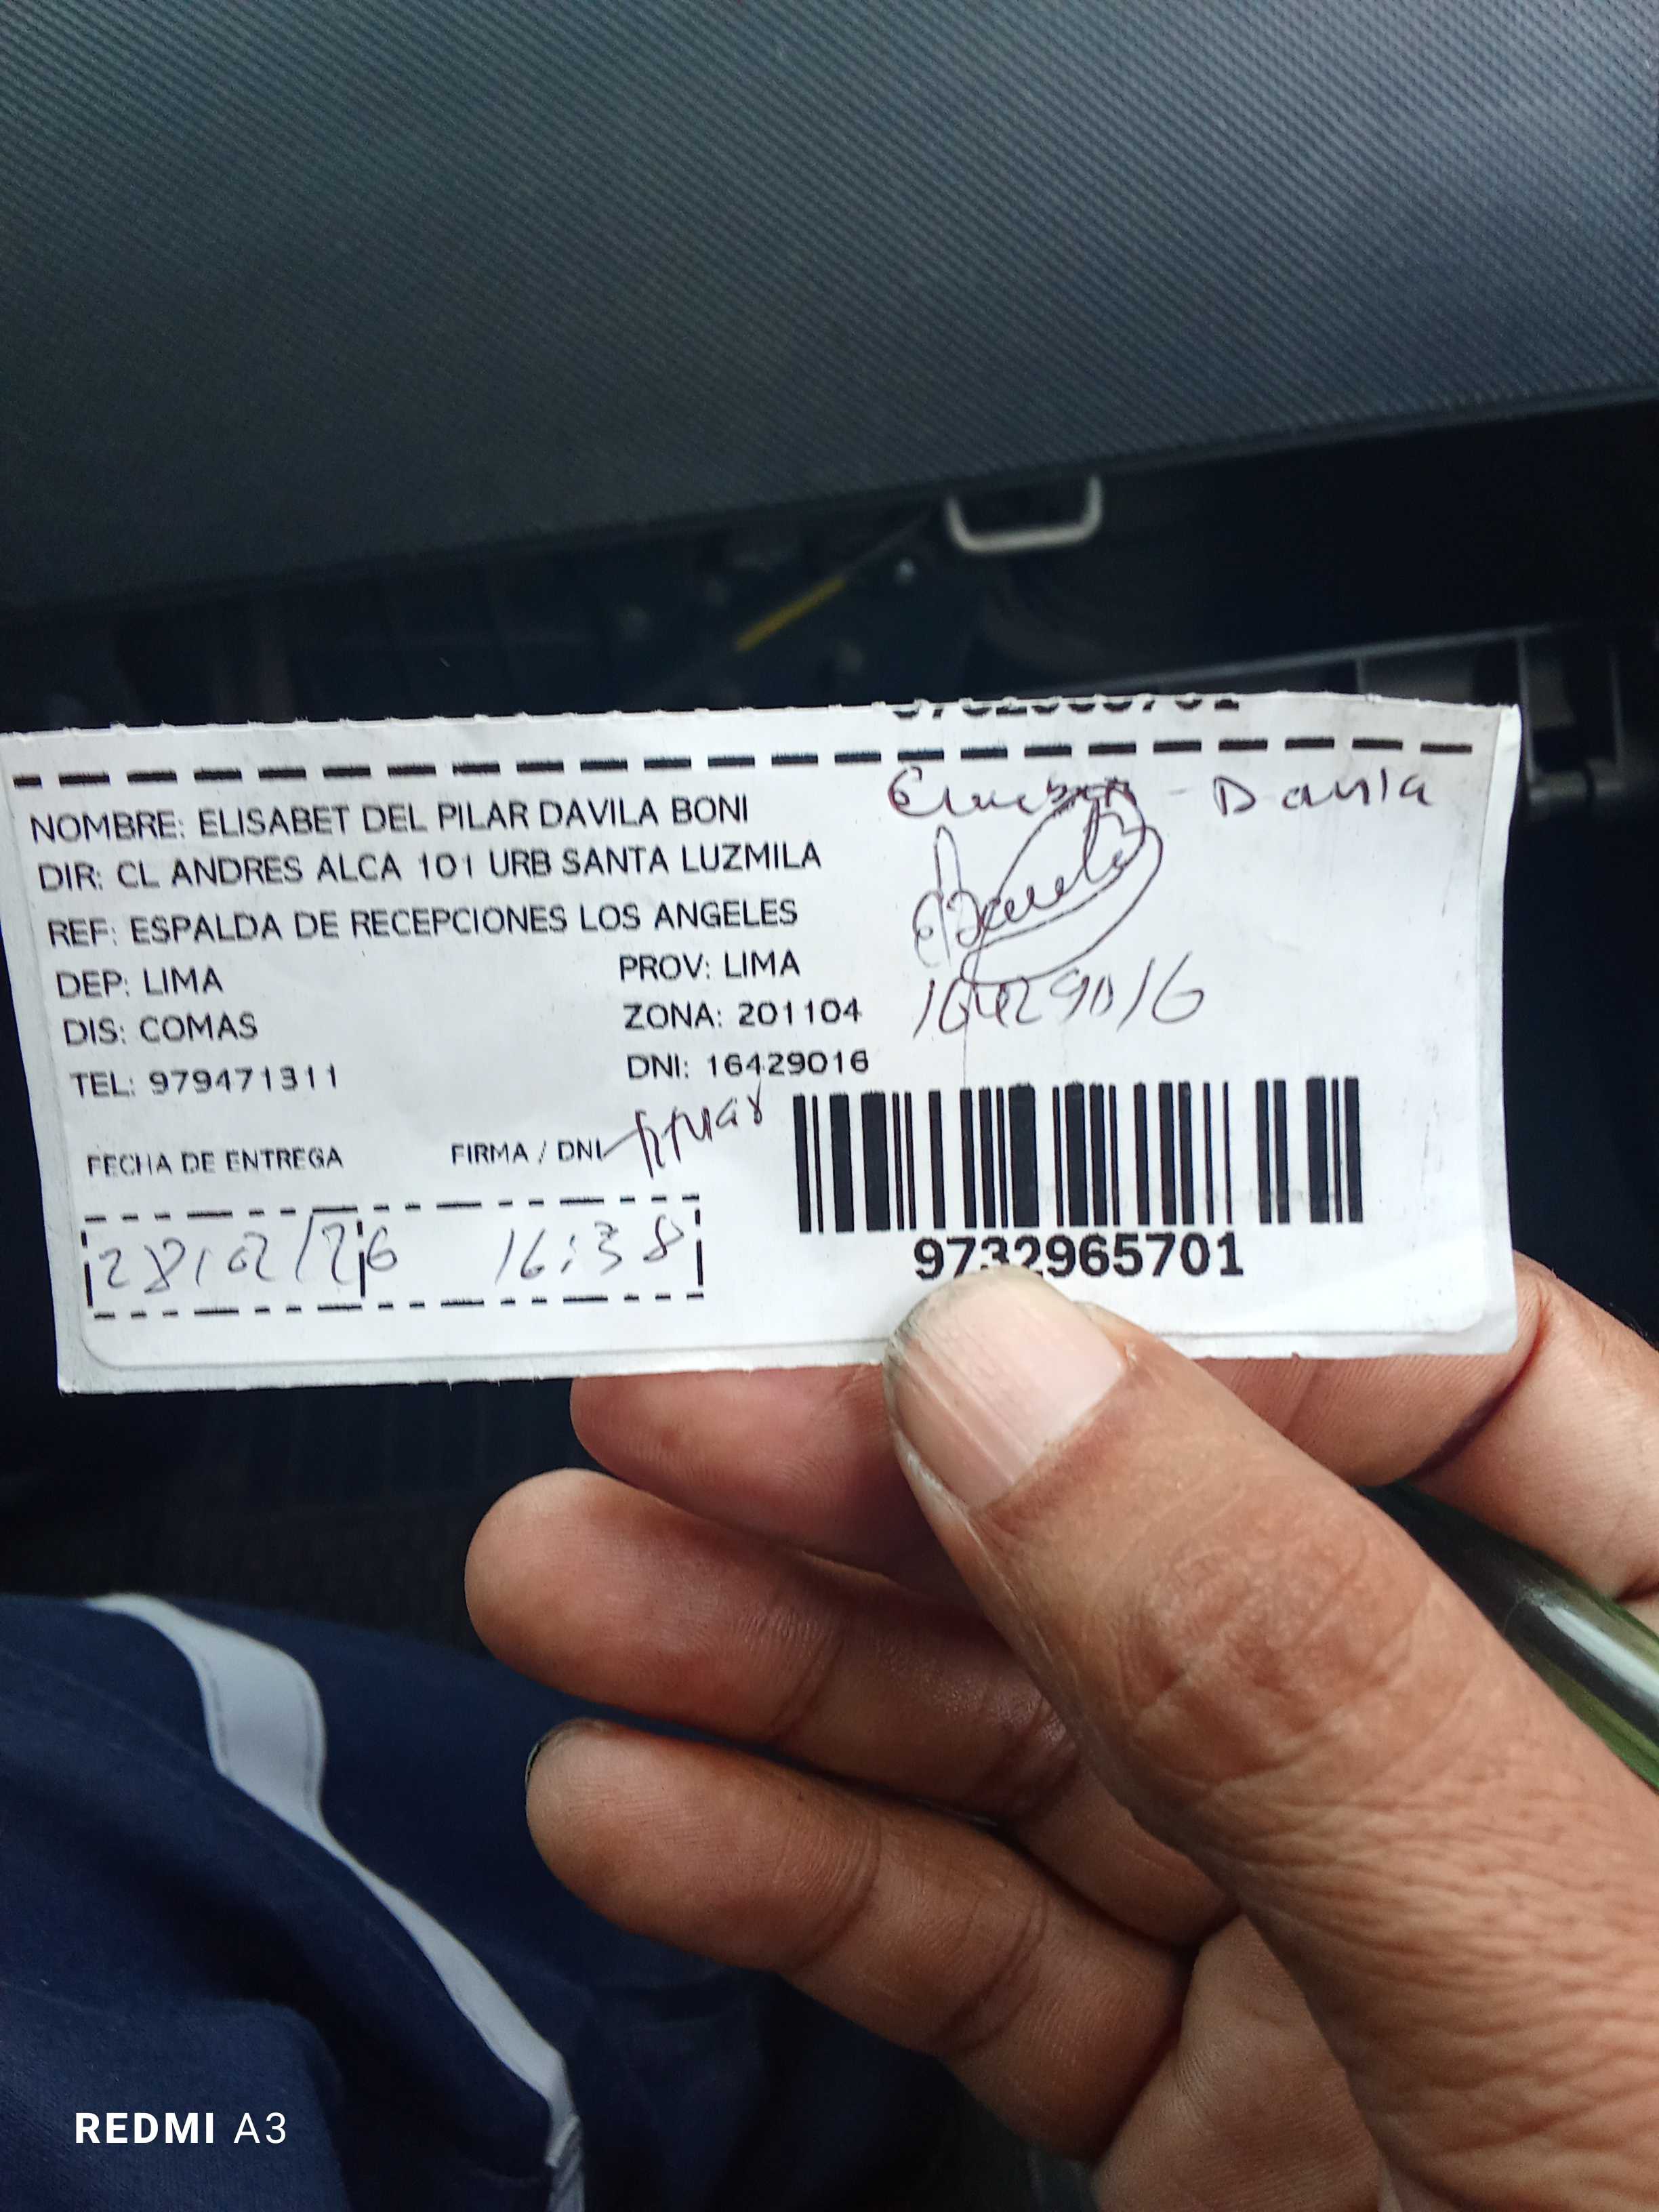 NOMBRE: ELISABET DEL PILAR DAVILA BONI
DIR: CL ANDRES ALCA 101 URB SANTA LUZMILA
REF: ESPALDA DE RECEPCIONES LOS ANGELES
DEP: LIMA PROV: LIMA
DIS: COMAS ZONA: 201104
TEL: 979471311 DNI: 16429016
Davila
16429016
FECHA DE ENTREGA FIRMA / DNI
28/02/26 16:38
9732965701
REDMI A3